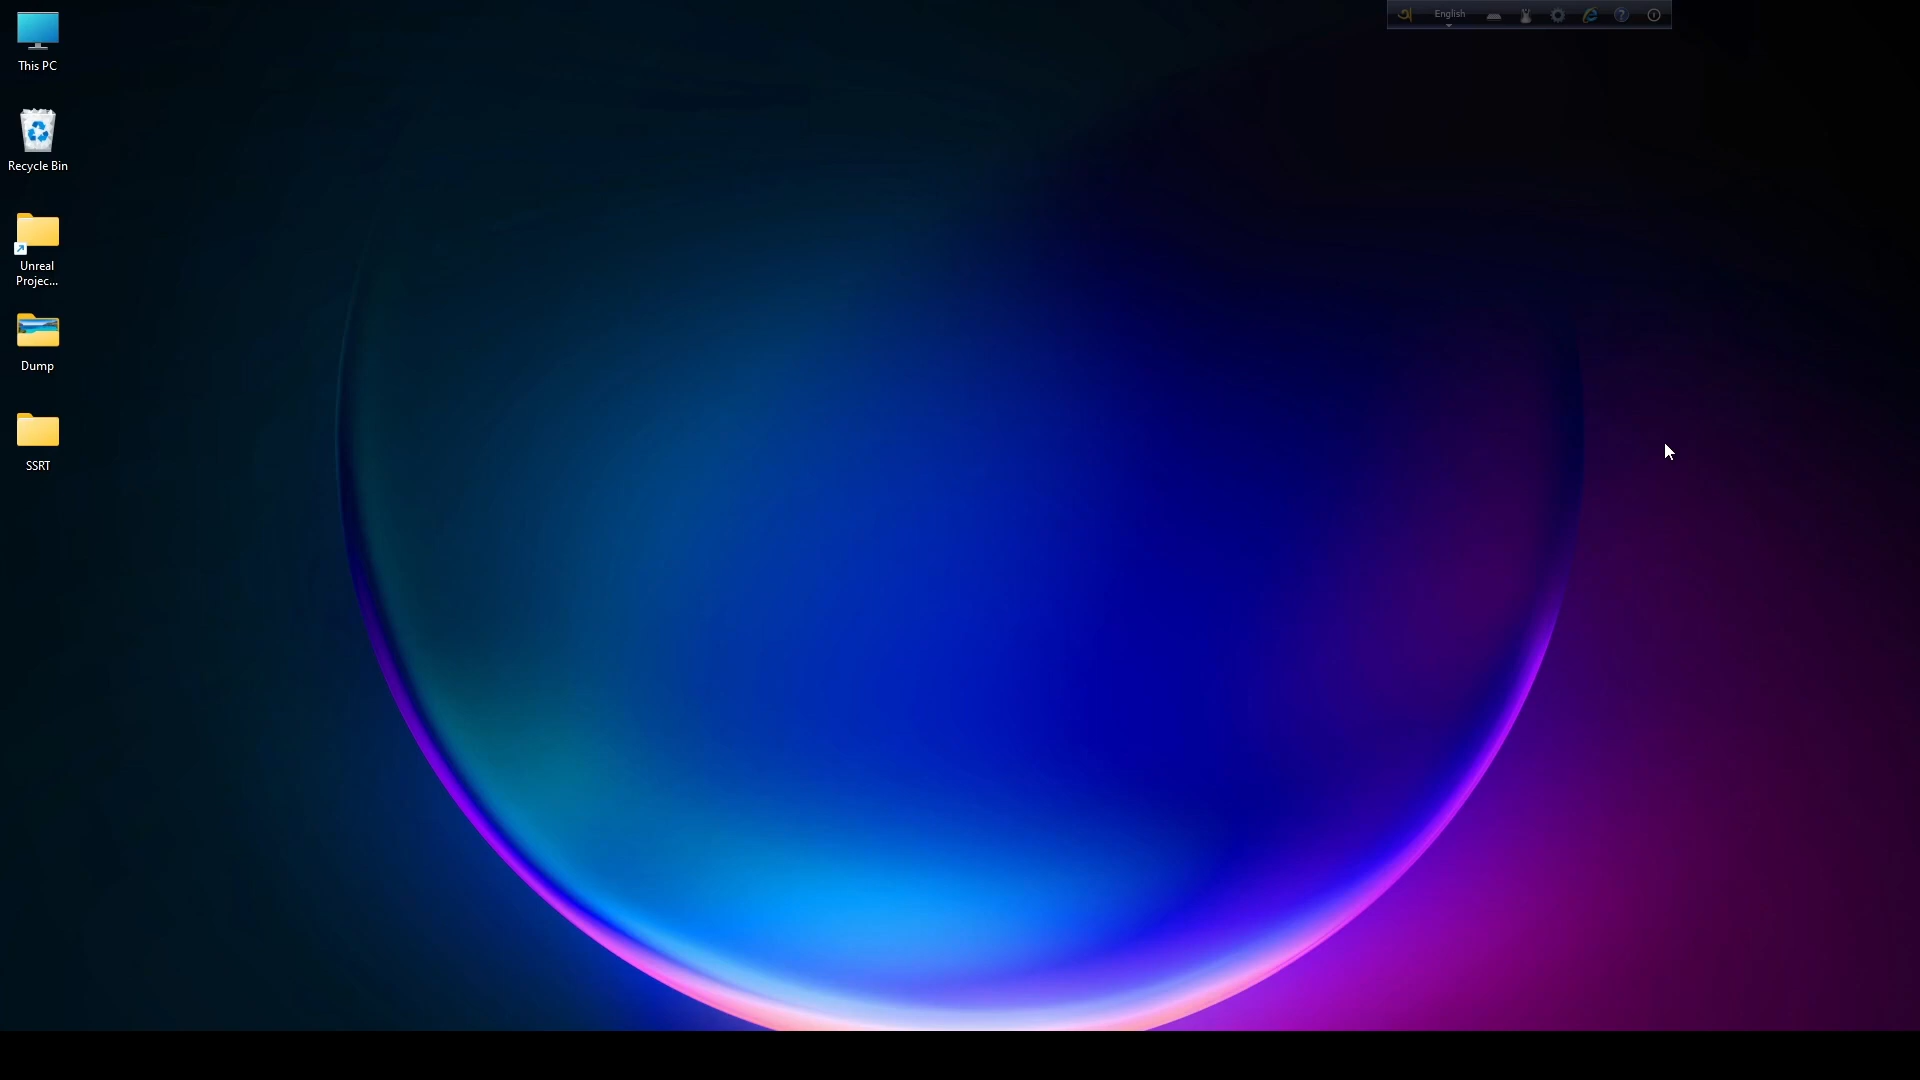 This PC
English
Recycle Bin
Unreal
Projec...
Dump
SSRT